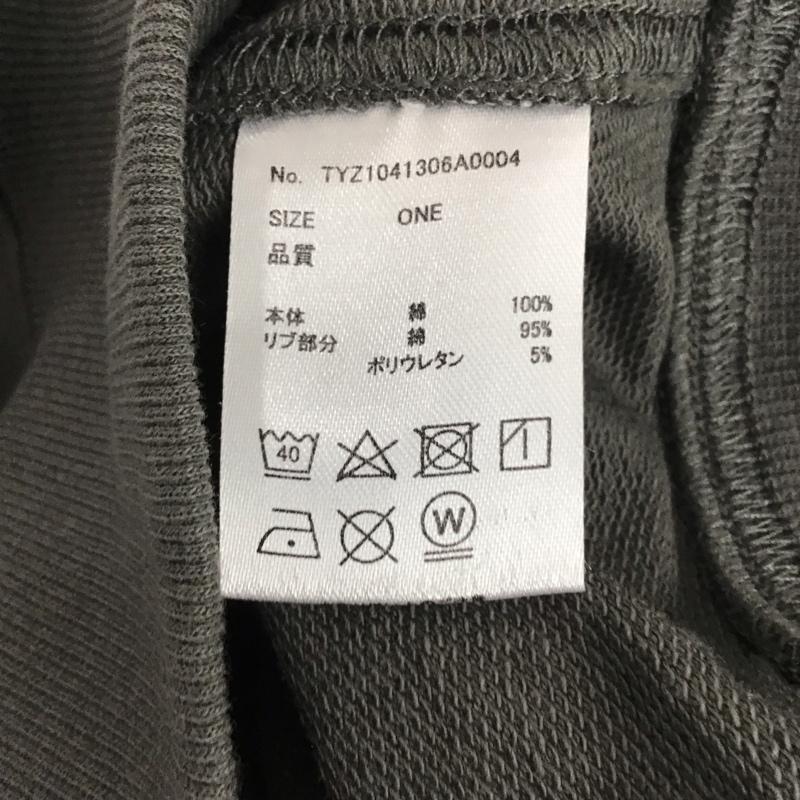 No. TYZ1041306A0004
SIZE ONE
品質
本体 綿 100%
リブ部分 綿 95%
ポリウレタン 5%
40
W